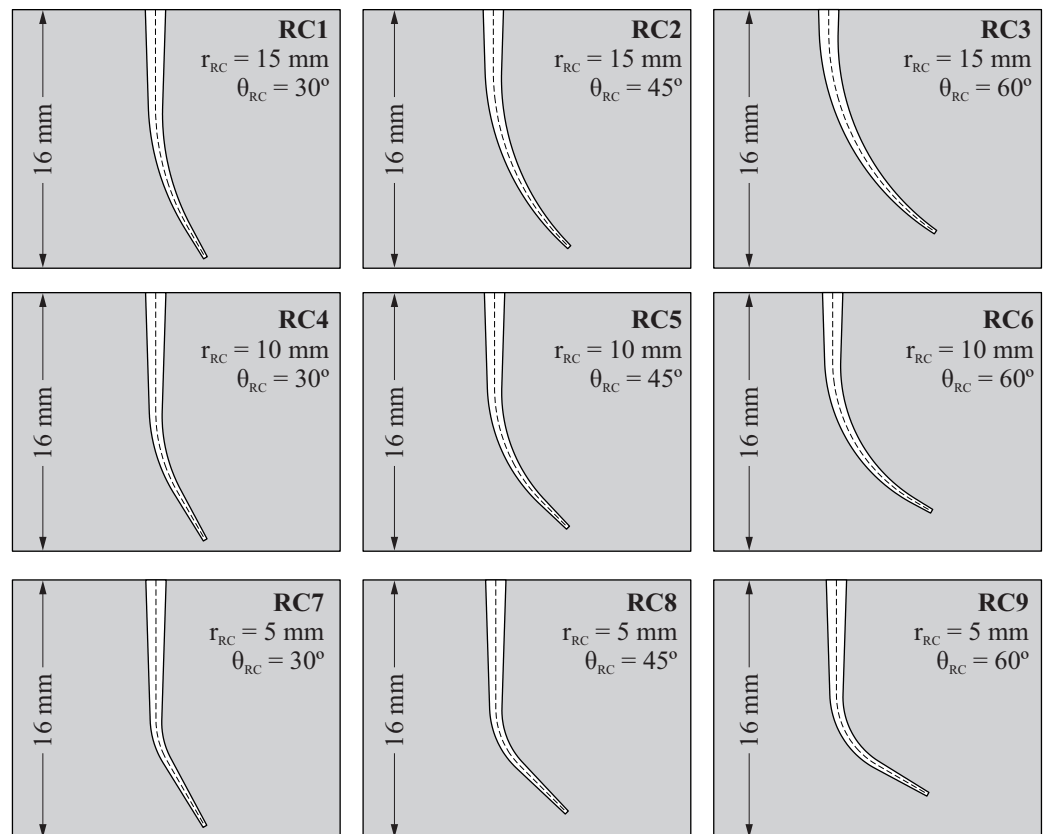 RC1
r_RC = 15 mm
θ_RC = 30º
16 mm
RC2
r_RC = 15 mm
θ_RC = 45º
16 mm
RC3
r_RC = 15 mm
θ_RC = 60º
16 mm
RC4
r_RC = 10 mm
θ_RC = 30º
16 mm
RC5
r_RC = 10 mm
θ_RC = 45º
16 mm
RC6
r_RC = 10 mm
θ_RC = 60º
16 mm
RC7
r_RC = 5 mm
θ_RC = 30º
16 mm
RC8
r_RC = 5 mm
θ_RC = 45º
16 mm
RC9
r_RC = 5 mm
θ_RC = 60º
16 mm